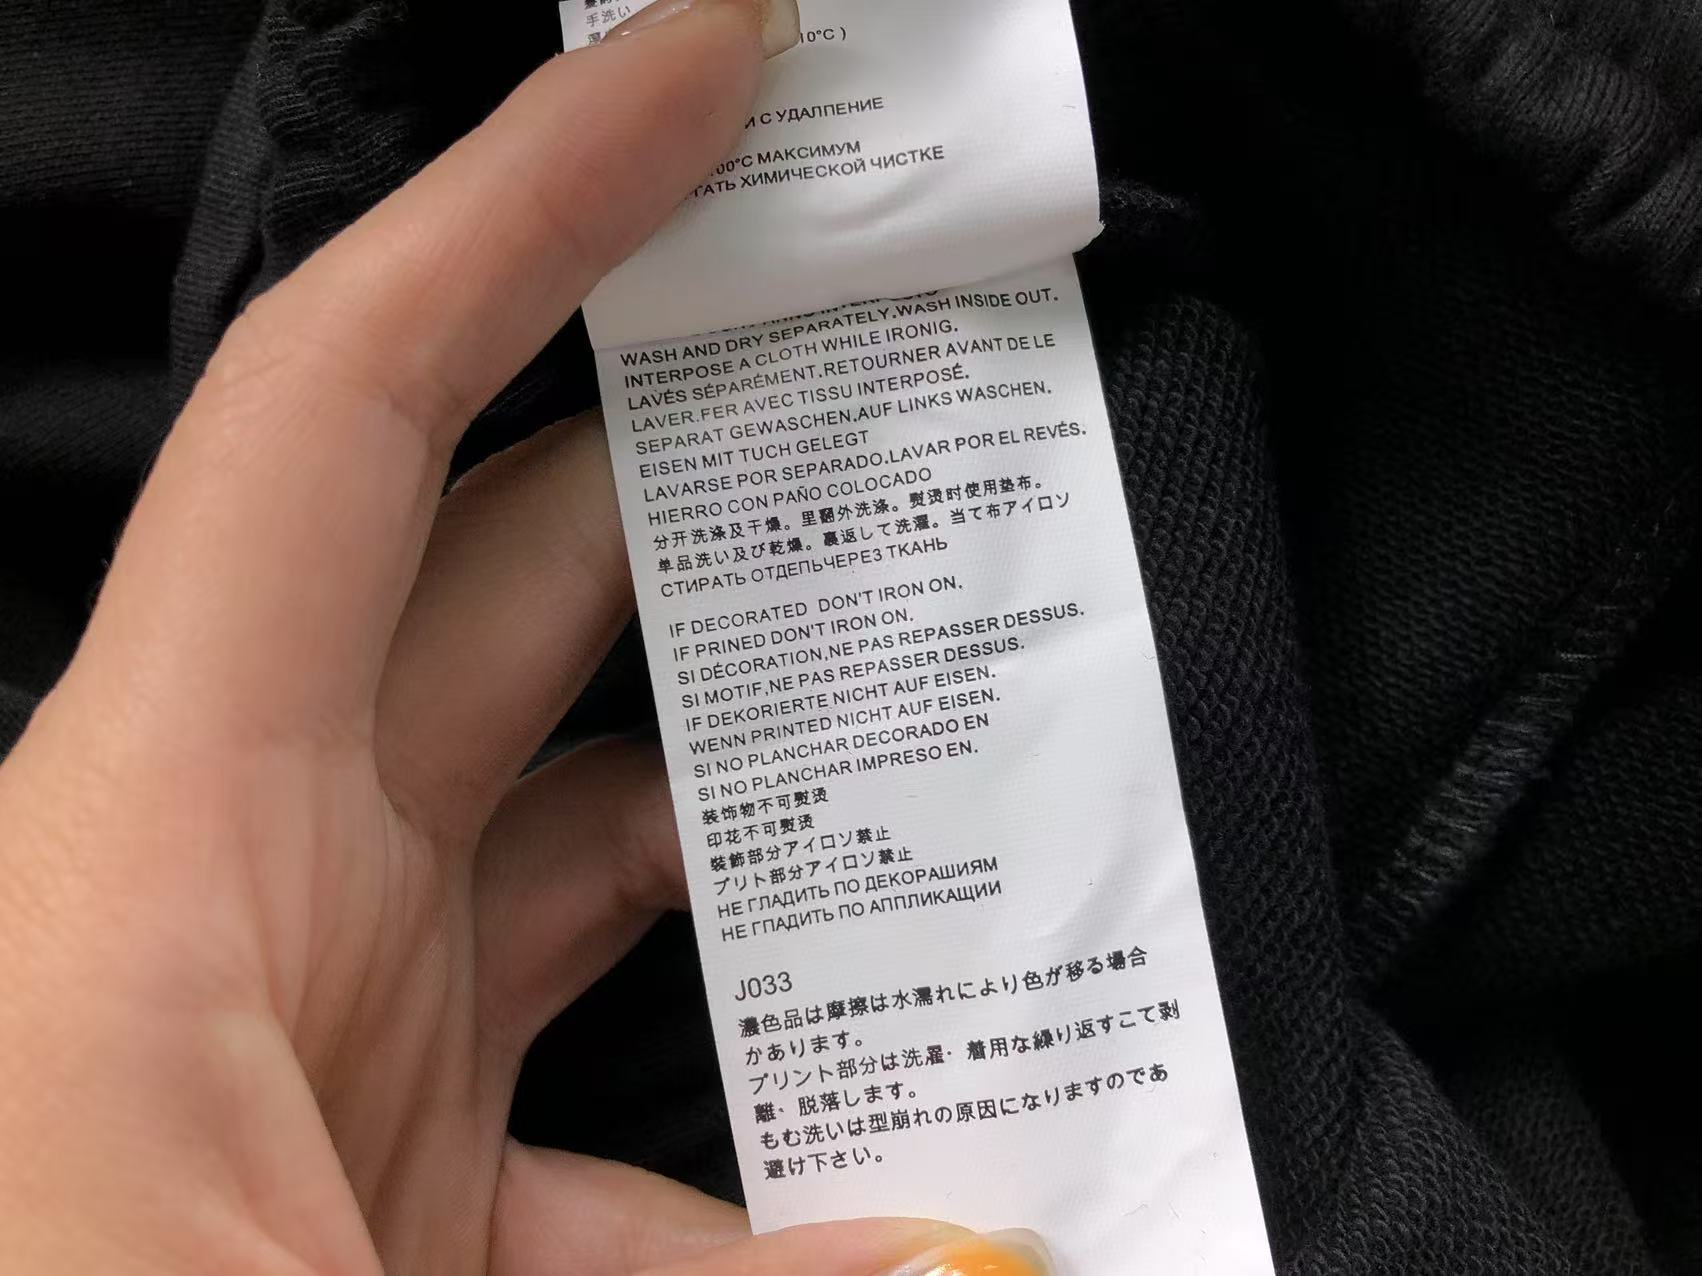 手洗い
10°C )
И С УДАЛПЕНИЕ
00°C МАКСИМУМ
ГАТЬ ХИМИЧЕСКОЙ ЧИСТКЕ
WASH AND DRY SEPARATELY.WASH INSIDE OUT.
INTERPOSE A CLOTH WHILE IRONIG.
LAVÉS SÉPARÉMENT.RETOURNER AVANT DE LE
LAVER.FER AVEC TISSU INTERPOSÉ.
SEPARAT GEWASCHEN.AUF LINKS WASCHEN.
EISEN MIT TUCH GELEGT
LAVARSE POR SEPARADO.LAVAR POR EL REVÉS.
HIERRO CON PAÑO COLOCADO
分开洗涤及干燥。里翻外洗涤。熨烫时使用垫布。
单品洗い及び乾燥。裏返して洗濯。当て布アイロソ
СТИРАТЬ ОТДЕПЬЧЕРЕЗ ТКАНЬ
IF DECORATED DON'T IRON ON.
IF PRINED DON'T IRON ON.
SI DÉCORATION,NE PAS REPASSER DESSUS.
SI MOTIF,NE PAS REPASSER DESSUS.
IF DEKORIERTE NICHT AUF EISEN.
WENN PRINTED NICHT AUF EISEN.
SI NO PLANCHAR DECORADO EN
SI NO PLANCHAR IMPRESO EN.
装饰物不可熨烫
印花不可熨烫
装飾部分アイロソ禁止
プリト部分アイロソ禁止
НЕ ГЛАДИТЬ ПО ДЕКОРАШИЯМ
НЕ ГПАДИТЬ ПО АППЛИКАЩИИ
J033
濃色品は摩擦は水濡れにより色が移る場合
かあります。
プリント部分は洗濯·着用な繰り返すこて剥
離·脱落します。
もむ洗いは型崩れの原因になりますのであ
避け下さい。